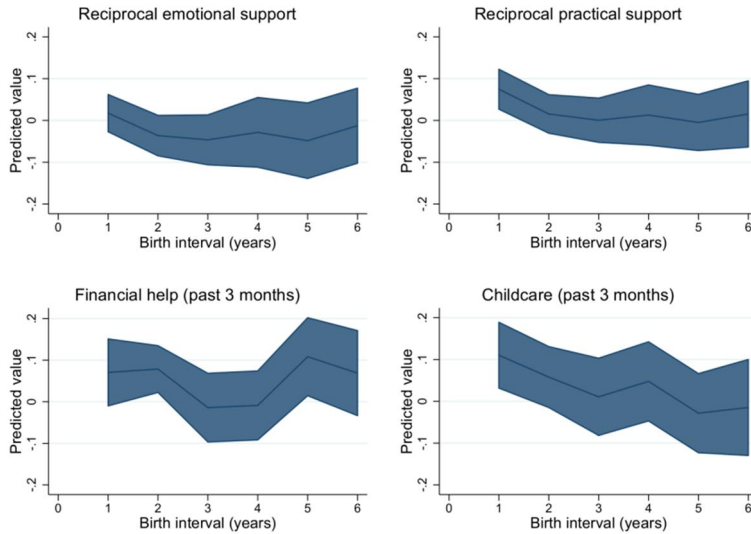 Reciprocal emotional support
Predicted value
.2
.1
0
-.1
-.2
0 1 2 3 4 5 6
Birth interval (years)
Reciprocal practical support
Predicted value
.2
.1
0
-.1
-.2
0 1 2 3 4 5 6
Birth interval (years)
Financial help (past 3 months)
Predicted value
.2
.1
0
-.1
-.2
0 1 2 3 4 5 6
Birth interval (years)
Childcare (past 3 months)
Predicted value
.2
.1
0
-.1
-.2
0 1 2 3 4 5 6
Birth interval (years)